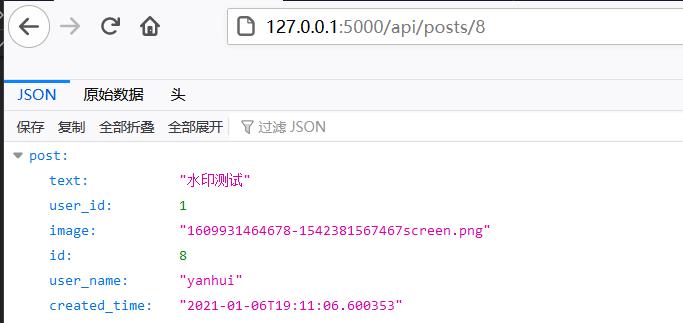 127.0.0.1:5000/api/posts/8
JSON 原始数据 头
保存 复制 全部折叠 全部展开 过滤 JSON
post:
text: "水印测试"
user_id: 1
image: "1609931464678-1542381567467screen.png"
id: 8
user_name: "yanhui"
created_time: "2021-01-06T19:11:06.600353"